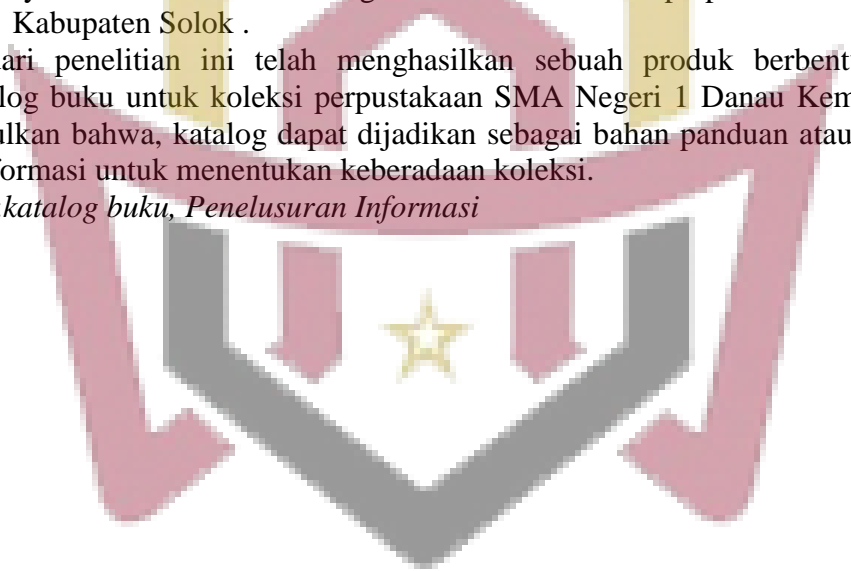 Kabupaten Solok .
ari penelitian ini telah menghasilkan sebuah produk berbent
log buku untuk koleksi perpustakaan SMA Negeri 1 Danau Kem
ulkan bahwa, katalog dapat dijadikan sebagai bahan panduan atau
formasi untuk menentukan keberadaan koleksi.
katalog buku, Penelusuran Informasi